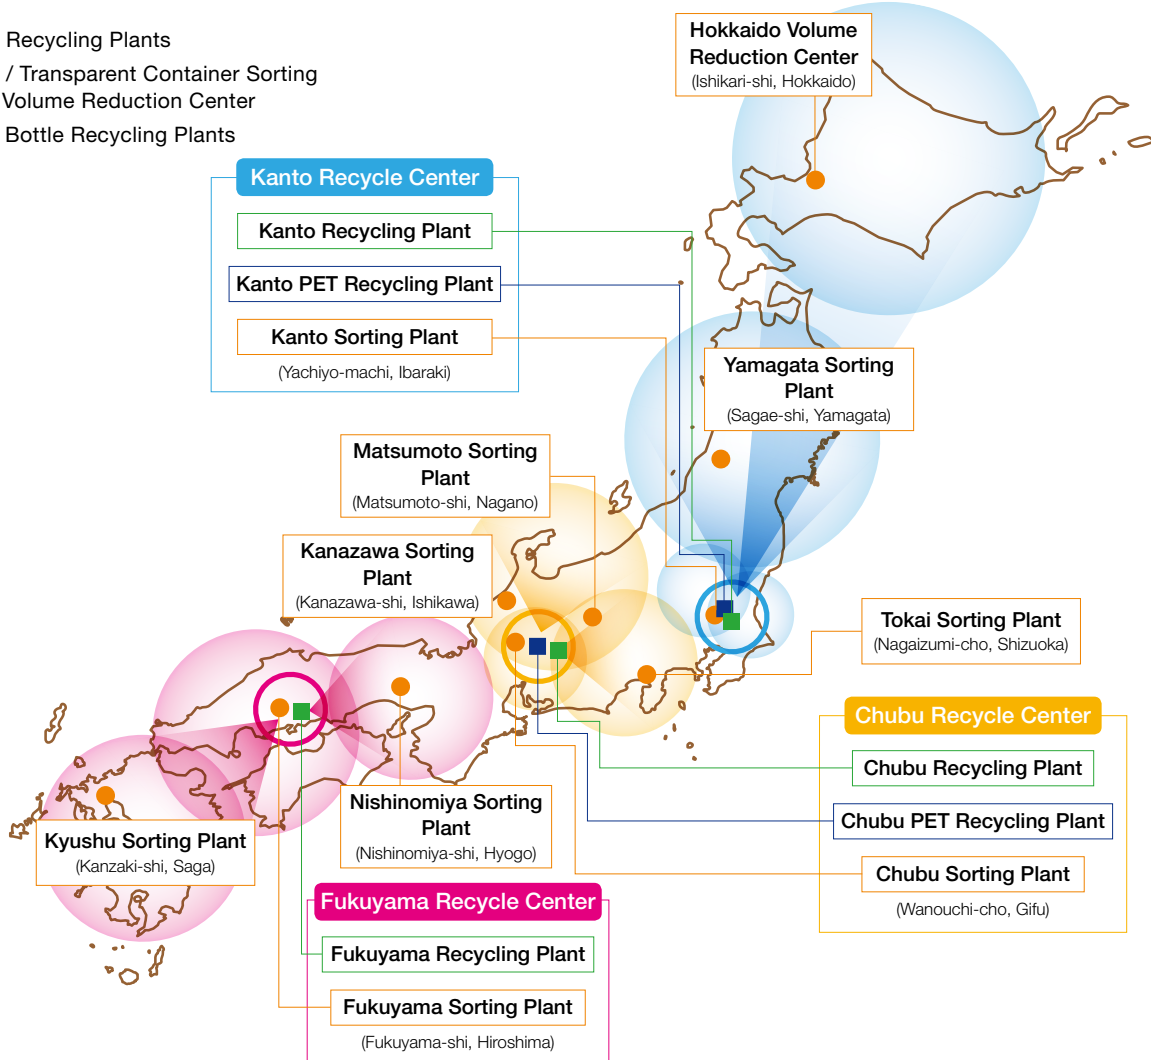 Recycling Plants
/ Transparent Container Sorting
Volume Reduction Center
Bottle Recycling Plants
Hokkaido Volume
Reduction Center
(Ishikari-shi, Hokkaido)
Kanto Recycle Center
Kanto Recycling Plant
Kanto PET Recycling Plant
Kanto Sorting Plant
(Yachiyo-machi, Ibaraki)
Yamagata Sorting
Plant
(Sagae-shi, Yamagata)
Matsumoto Sorting
Plant
(Matsumoto-shi, Nagano)
Kanazawa Sorting
Plant
(Kanazawa-shi, Ishikawa)
Tokai Sorting Plant
(Nagaizumi-cho, Shizuoka)
Chubu Recycle Center
Chubu Recycling Plant
Chubu PET Recycling Plant
Chubu Sorting Plant
(Wanouchi-cho, Gifu)
Nishinomiya Sorting
Plant
(Nishinomiya-shi, Hyogo)
Kyushu Sorting Plant
(Kanzaki-shi, Saga)
Fukuyama Recycle Center
Fukuyama Recycling Plant
Fukuyama Sorting Plant
(Fukuyama-shi, Hiroshima)